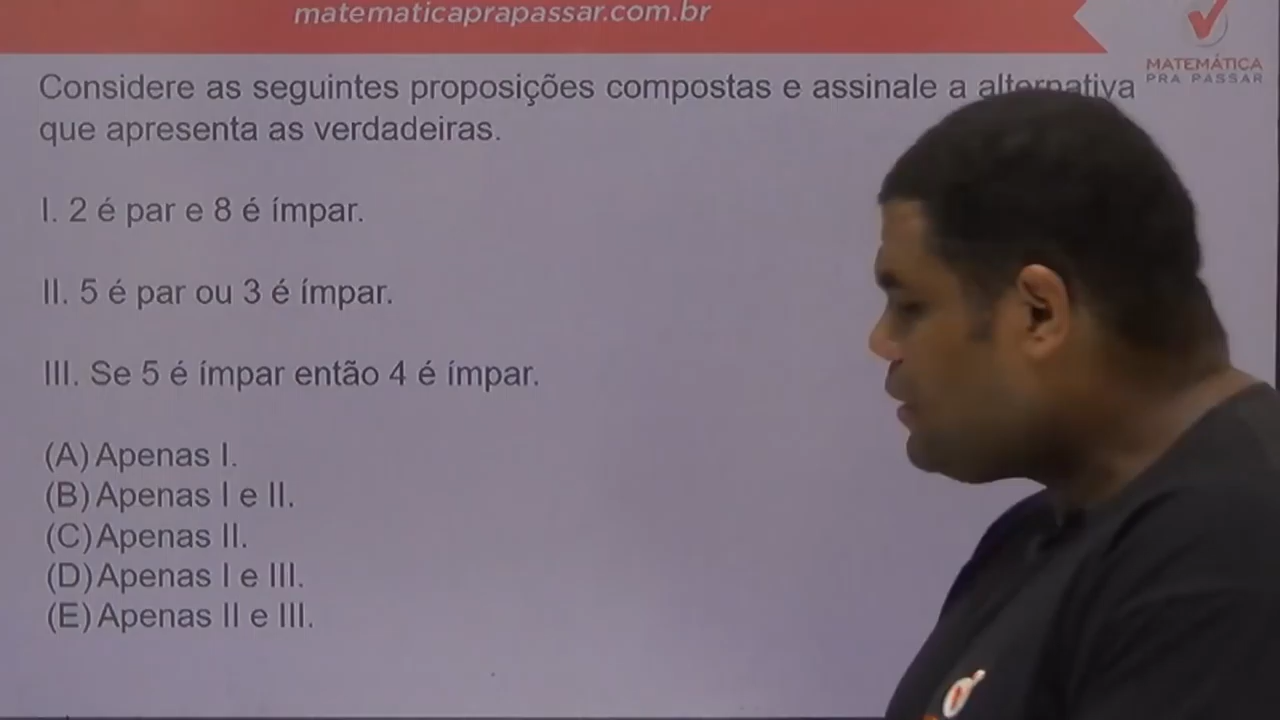 matematicaprapassar.com.br
MATEMÁTICA
PRA PASSAR
Considere as seguintes proposições compostas e assinale a alternativa
que apresenta as verdadeiras.
I. 2 é par e 8 é ímpar.
II. 5 é par ou 3 é ímpar.
III. Se 5 é ímpar então 4 é ímpar.
(A) Apenas I.
(B) Apenas I e II.
(C) Apenas II.
(D) Apenas I e III.
(E) Apenas II e III.